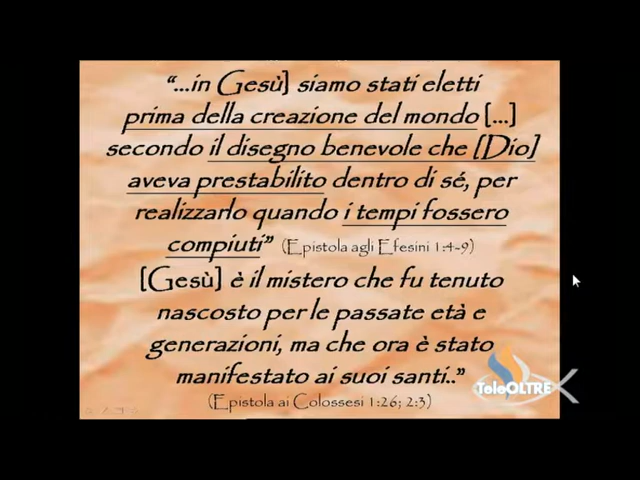 “...in Gesù] siamo stati eletti
prima della creazione del mondo [...]
secondo il disegno benevole che [Dio]
aveva prestabilito dentro di sé, per
realizzarlo quando i tempi fossero
compiuti” (Epistola agli Efesini 1:4-9)
[Gesù] è il mistero che fu tenuto
nascosto per le passate età e
generazioni, ma che ora è stato
manifestato ai suoi santi..”
(Epistola ai Colossesi 1:26; 2:3)
TeleOLTRE